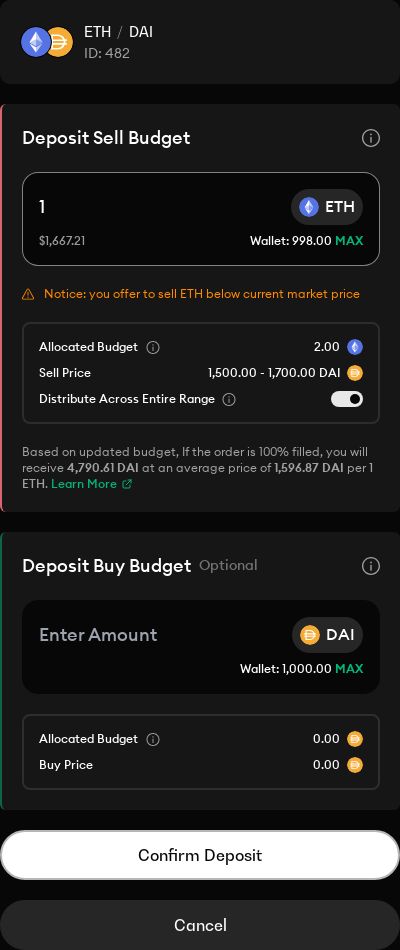 ETH / DAI
ID: 482
Deposit Sell Budget
1 ETH
$1,667.21 Wallet: 998.00 MAX
Notice: you offer to sell ETH below current market price
Allocated Budget 2.00
Sell Price 1,500.00 - 1,700.00 DAI
Distribute Across Entire Range
Based on updated budget, If the order is 100% filled, you will
receive 4,790.61 DAI at an average price of 1,596.87 DAI per 1
ETH. Learn More
Deposit Buy Budget Optional
Enter Amount DAI
Wallet: 1,000.00 MAX
Allocated Budget 0.00
Buy Price 0.00
Confirm Deposit
Cancel